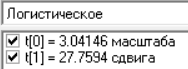 Логистическое
t[0] = 3.04146 масштаба
t[1] = 27.7594 сдвига